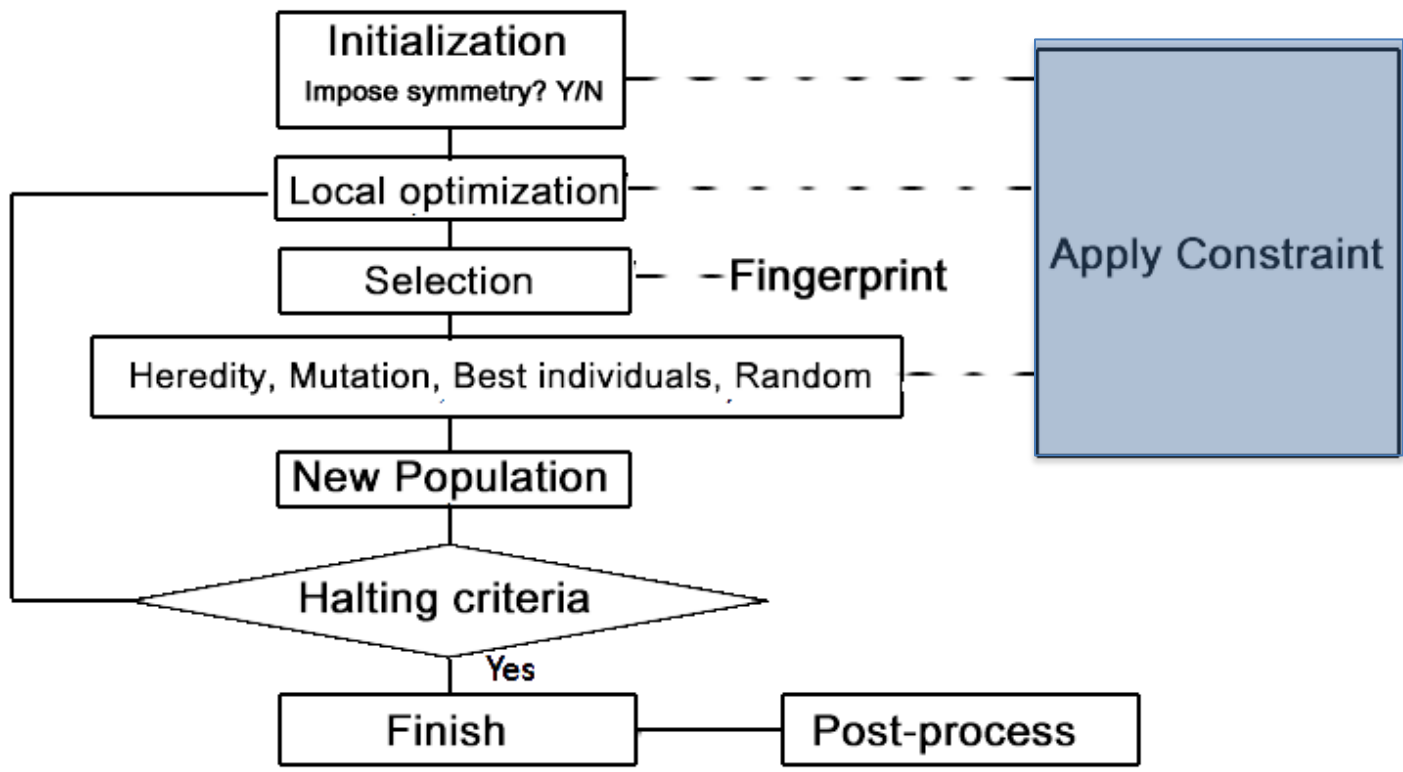 Initialization
Impose symmetry? Y/N
Local optimization
Apply Constraint
Selection
Fingerprint
Heredity, Mutation, Best individuals, Random
New Population
Halting criteria
Yes
Finish
Post-process